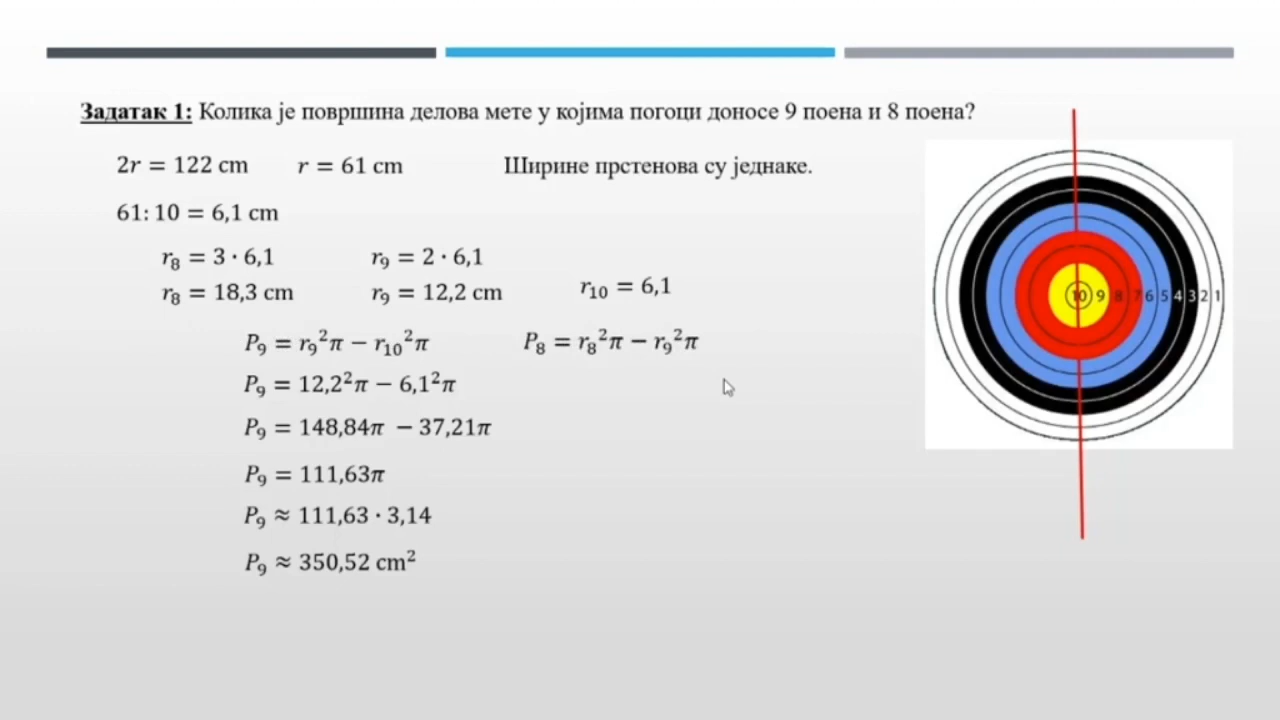 Задатак 1: Колика је површина делова мете у којима погоци доносе 9 поена и 8 поена?
2r = 122 cm r = 61 cm Ширине прстенова су једнаке.
61: 10 = 6,1 cm
r₈ = 3 · 6,1 r₉ = 2 · 6,1
r₈ = 18,3 cm r₉ = 12,2 cm r₁₀ = 6,1
P₉ = r₉²π − r₁₀²π P₈ = r₈²π − r₉²π
P₉ = 12,2²π − 6,1²π
P₉ = 148,84π − 37,21π
P₉ = 111,63π
P₉ ≈ 111,63 · 3,14
P₉ ≈ 350,52 cm²
10 9 8 7 6 5 4 3 2 1